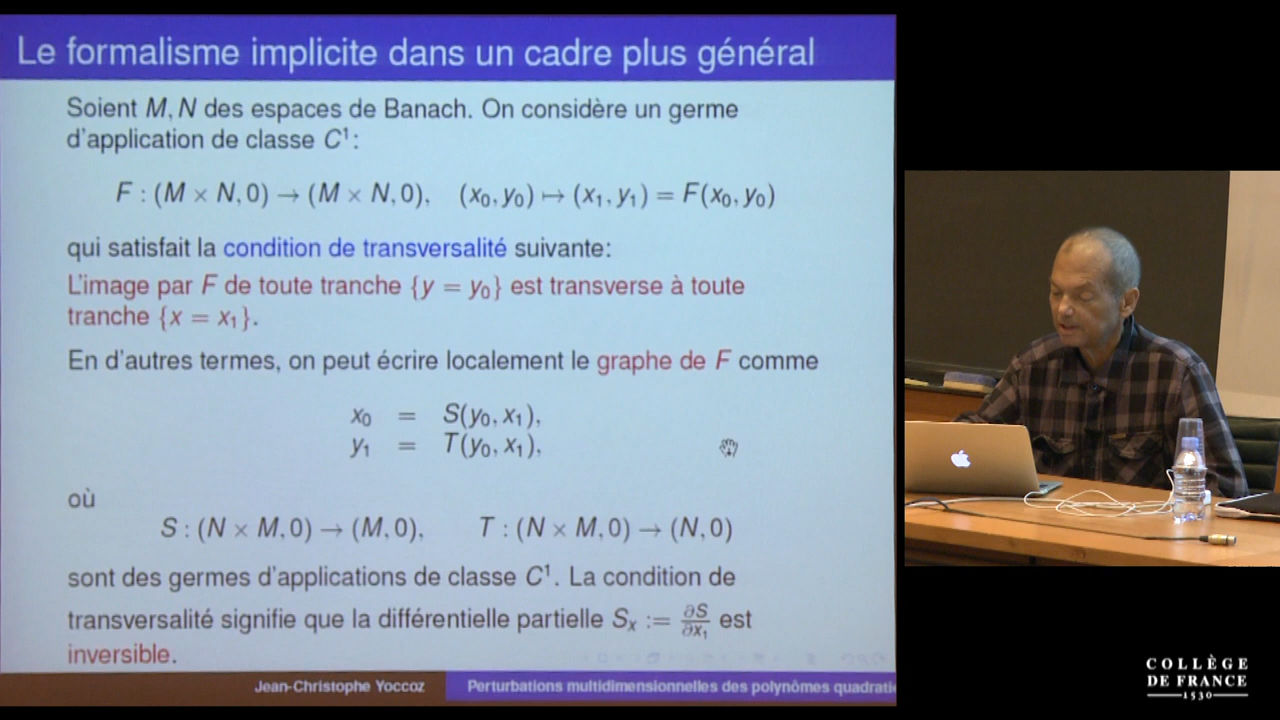 Le formalisme implicite dans un cadre plus général
Soient M, N des espaces de Banach. On considère un germe
d'application de classe C¹:
F : (M × N, 0) → (M × N, 0), (x₀, y₀) ↦ (x₁, y₁) = F(x₀, y₀)
qui satisfait la condition de transversalité suivante:
L'image par F de toute tranche {y = y₀} est transverse à toute
tranche {x = x₁}.
En d'autres termes, on peut écrire localement le graphe de F comme
x₀ = S(y₀, x₁),
y₁ = T(y₀, x₁),
où
S : (N × M, 0) → (M, 0), T : (N × M, 0) → (N, 0)
sont des germes d'applications de classe C¹. La condition de
transversalité signifie que la différentielle partielle Sₓ := ∂S/∂x₁ est
inversible.
Jean-Christophe Yoccoz Perturbations multidimensionnelles des polynômes quadrati
COLLÈGE
DE FRANCE
1530